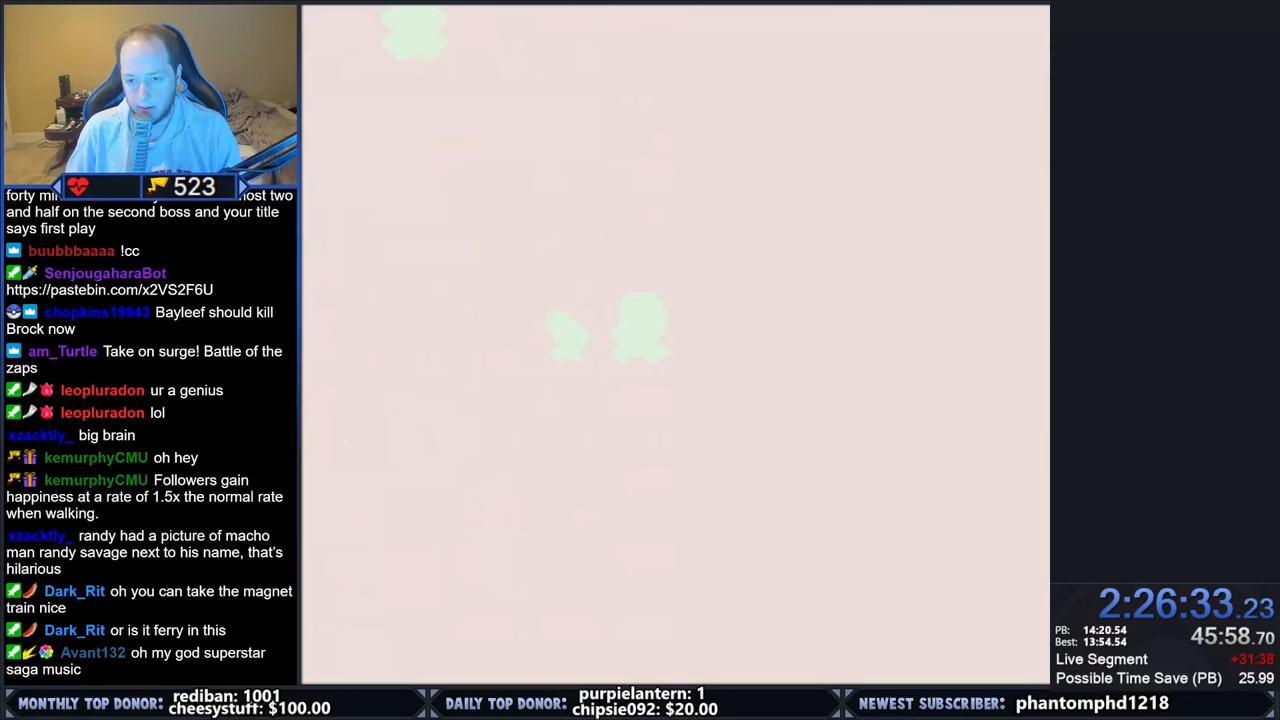 523
and half on the second boss and your title
says first play
buubbbaaaa !cc
SenjougaharaBot
https://pastebin.com/x2VS2F6U
chopkins19943 Bayleef should kill
Brock now
am_Turtle Take on surge! Battle of the
zaps
leopluradon ur a genius
leopluradon lol
xzacktly_ big brain
kemurphyCMU oh hey
kemurphyCMU Followers gain
happiness at a rate of 1.5x the normal rate
when walking.
xzacktly_ randy had a picture of macho
man randy savage next to his name, that's
hilarious
Dark_Rit oh you can take the magnet
train nice
Dark_Rit or is it ferry in this
Avant132 oh my god superstar
saga music
2:26:33.23
PB: 14:20.54
Best: 13:54.54
45:58.70
Live Segment +31:38
Possible Time Save (PB) 25.99
MONTHLY TOP DONOR: rediban: 1001
cheesystuff: $100.00
DAILY TOP DONOR: purpielantern: 1
chipsie092: $20.00
NEWEST SUBSCRIBER: phantomphd1218